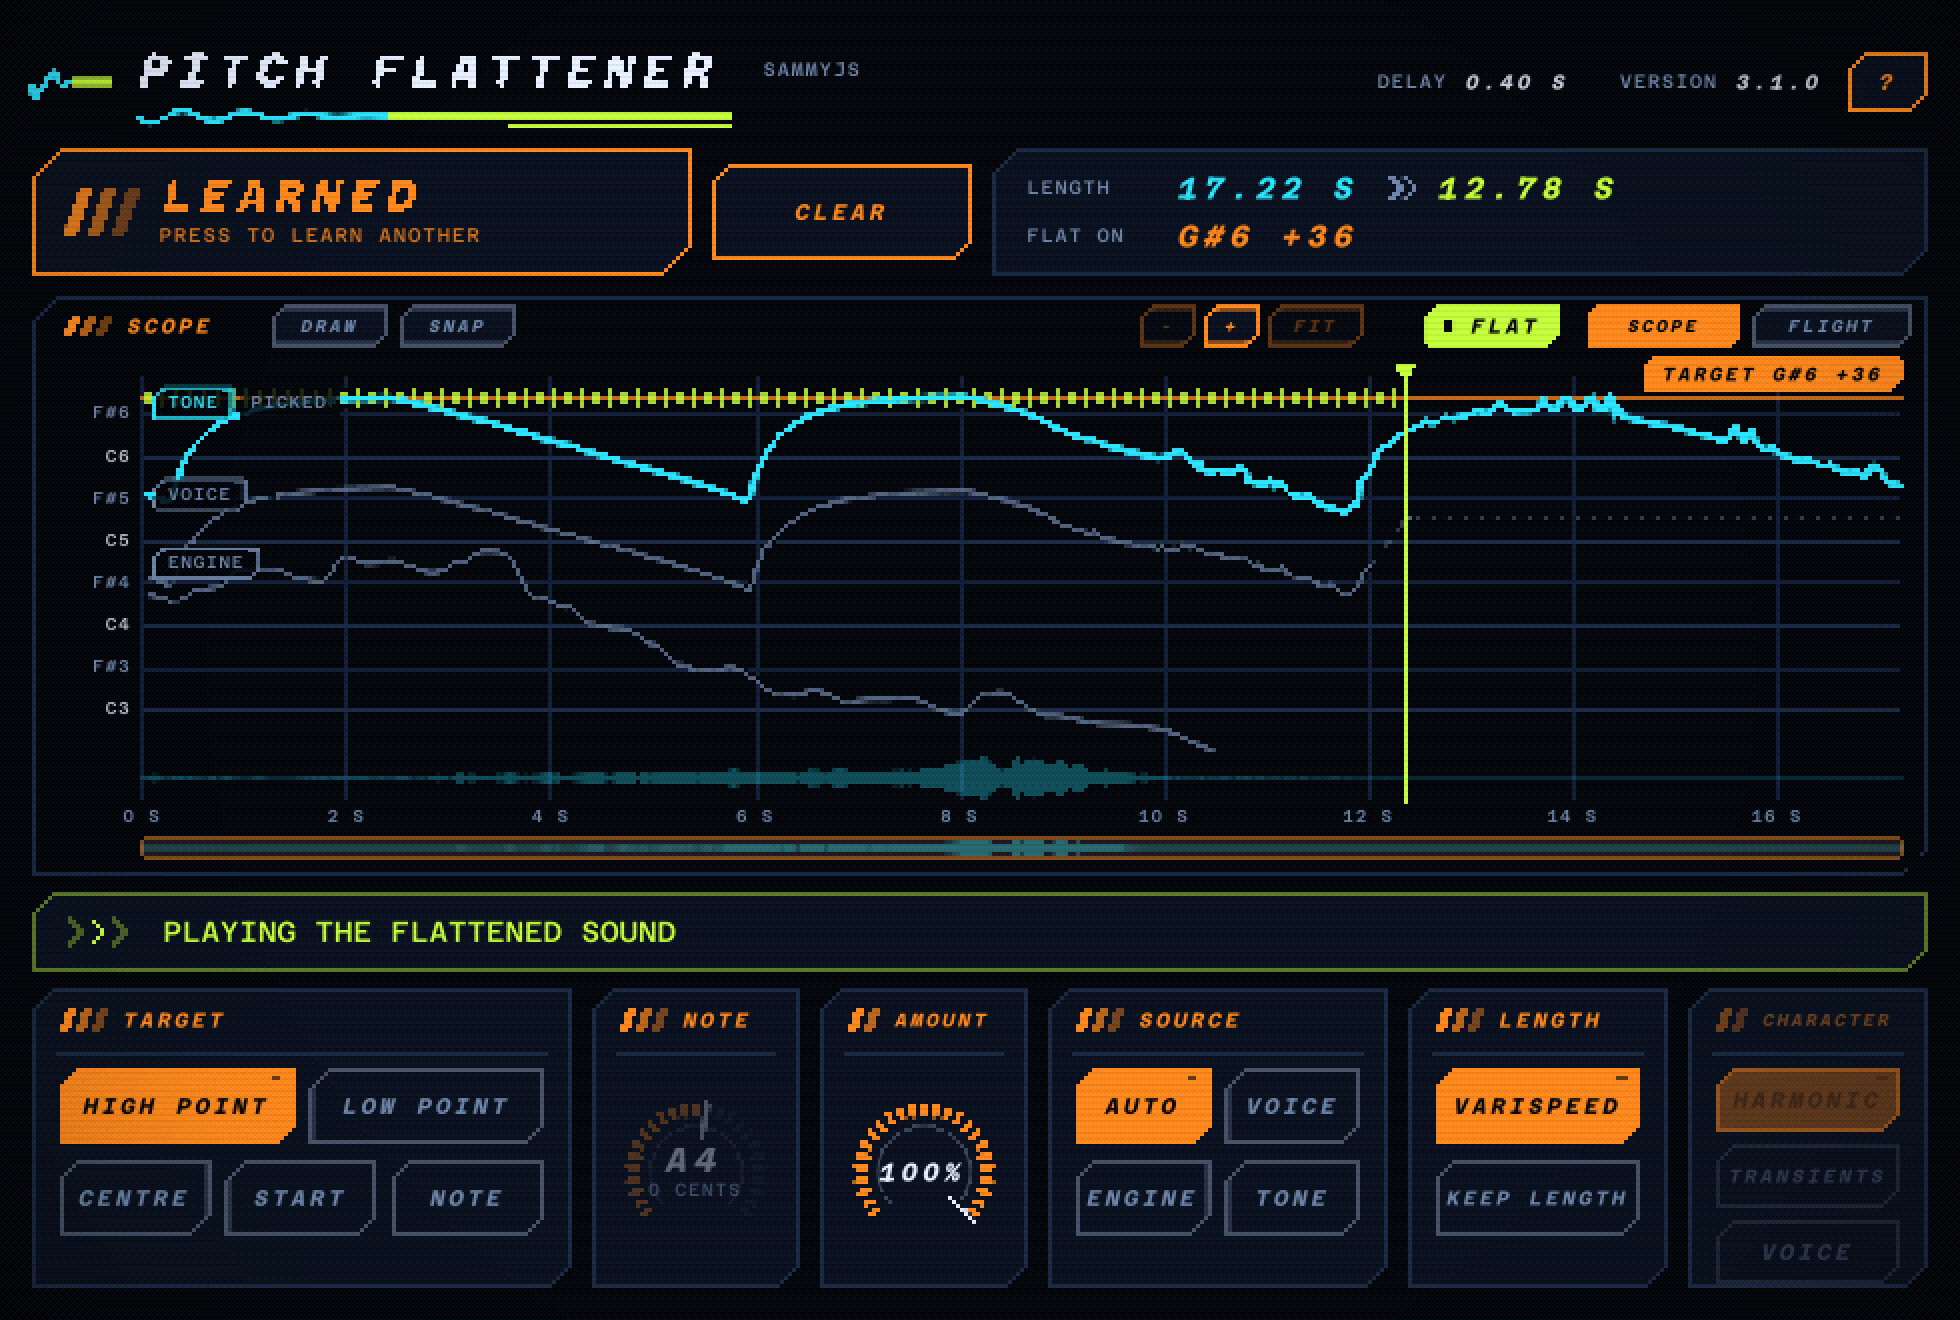 PITCH FLATTENER SAMMYJS
DELAY 0.40 S VERSION 3.1.0 ?
LEARNED
PRESS TO LEARN ANOTHER
CLEAR
LENGTH 17.22 S 12.78 S
FLAT ON G#6 +36
SCOPE DRAW SNAP - + FIT FLAT SCOPE FLIGHT
TARGET G#6 +36
TONE PICKED
F#6
C6
F#5
VOICE
C5
ENGINE
F#4
C4
F#3
C3
0 S 2 S 4 S 6 S 8 S 10 S 12 S 14 S 16 S
PLAYING THE FLATTENED SOUND
TARGET
HIGH POINT LOW POINT
CENTRE START NOTE
NOTE
A4
0 CENTS
AMOUNT
100%
SOURCE
AUTO VOICE
ENGINE TONE
LENGTH
VARISPEED
KEEP LENGTH
CHARACTER
HARMONIC
TRANSIENTS
VOICE